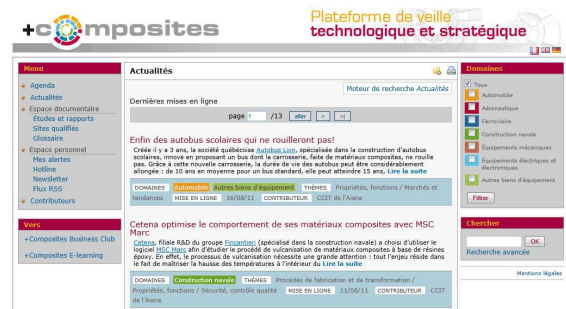 +composites
Plateforme de veille
technologique et stratégique
Menu
Agenda
Actualités
Espace documentaire
Études et rapports
Sites qualifiés
Glossaire
Espace personnel
Mes alertes
Hotline
Newsletter
Flux RSS
Contributeurs
Vers
+Composites Business Club
+Composites E-learning
Actualités
Moteur de recherche Actualités
Dernières mises en ligne
page 1 /13 aller > >|
Enfin des autobus scolaires qui ne rouilleront pas!
Créée il y a 3 ans, la société québécoise Autobus Lion, spécialisée dans la construction d'autobus
scolaires, innove en proposant un bus dont la carrosserie, faite de matériaux composites, ne rouille
pas. Grâce à cette nouvelle carrosserie, la durée de vie des autobus peut être considérablement
allongée : de 10 ans en moyenne pour un bus standard, elle peut atteindre 15 ans, Lire la suite
DOMAINES Automobile Autres biens d'équipement THÈMES Propriétés, fonctions / Marchés et
tendances MISE EN LIGNE 16/08/11 CONTRIBUTEUR CCIT
de l'Aisne
Cetena optimise le comportement de ses matériaux composites avec MSC
Marc
Cetena, filiale R&D du groupe Fincantieri (spécialisé dans la construction navale) a choisi d'utiliser le
logiciel MSC Marc afin d'étudier le procédé de vulcanisation de matériaux composites à base de résines
époxy. En effet, le processus de vulcanisation nécessite une grande attention : tout l'enjeu réside dans
le fait de maîtriser la hausse des températures à l'intérieur du Lire la suite
DOMAINES Construction navale THÈMES Procédés de fabrication et de transformation /
Propriétés, fonctions / Sécurité, contrôle qualité MISE EN LIGNE 11/08/11 CONTRIBUTEUR CCIT
de l'Aisne
Domaines
Tous
Automobile
Aéronautique
Ferroviaire
Construction navale
Équipements mécaniques
Équipements électriques et
électroniques
Autres biens d'équipement
Filtrer
Chercher
OK
Recherche avancée
Mentions légales